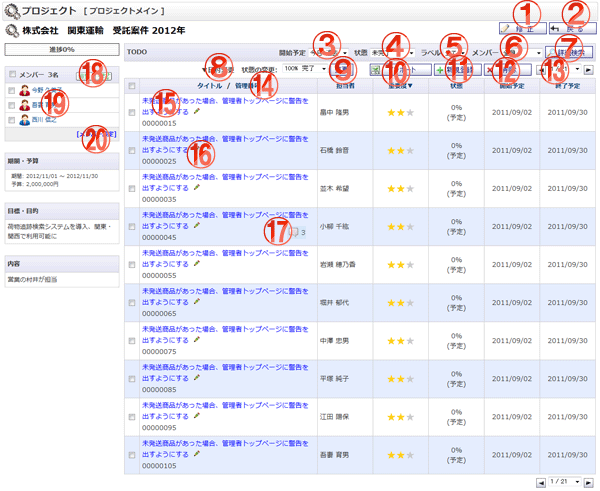 プロジェクト [ プロジェクトメイン ]
株式会社　関東運輸　受託案件 2012年
① ②
修正 戻る
進捗0%
メンバー 3名
⑱
今野
⑲
吾妻
西川
⑳
期間・予算
期間: 2012/11/01 ～ 2012/11/30
予算: 2,000,000円
目標・目的
荷物追跡検索システムを導入、関東・
関西で利用可能に
内容
営業の村井が担当
TODO 開始予定 ③ 状態 ④ ラベル ⑤ メンバー ⑥ ⑦ 詳細検索
⑧ 状態の変更: 100% 完了 ⑨ ⑩ ⑪ ⑫ ⑬
タイトル / 管理番号 ⑭ 担当者 重要度▼ 状態 開始予定 終了予定
未発送商品があった場合、管理者トップページに警告
を出すようにする ⑮
00000015
畠中 隆男 0%
(予定) 2011/09/02 2011/09/30
未発送商品があった場合、管理者トップページに警告
を出すようにする ⑯
00000025
石橋 鈴音 0%
(予定) 2011/09/02 2011/09/30
未発送商品があった場合、管理者トップページに警告
を出すようにする
00000035
並木 希望 0%
(予定) 2011/09/02 2011/09/30
未発送商品があった場合、管理者トップページに警告
を出すようにする
00000045
⑰ 3
小柳 千紘 0%
(予定) 2011/09/02 2011/09/30
未発送商品があった場合、管理者トップページに警告
を出すようにする
00000055
岩瀬 穂乃香 0%
(予定) 2011/09/02 2011/09/30
未発送商品があった場合、管理者トップページに警告
を出すようにする
00000065
堀井 郁代 0%
(予定) 2011/09/02 2011/09/30
未発送商品があった場合、管理者トップページに警告
を出すようにする
00000075
中澤 忠男 0%
(予定) 2011/09/02 2011/09/30
未発送商品があった場合、管理者トップページに警告
を出すようにする
00000085
平塚 純子 0%
(予定) 2011/09/02 2011/09/30
未発送商品があった場合、管理者トップページに警告
を出すようにする
00000095
江田 陽保 0%
(予定) 2011/09/02 2011/09/30
未発送商品があった場合、管理者トップページに警告
を出すようにする
00000105
吾妻 育男 0%
(予定) 2011/09/02 2011/09/30
1 / 21